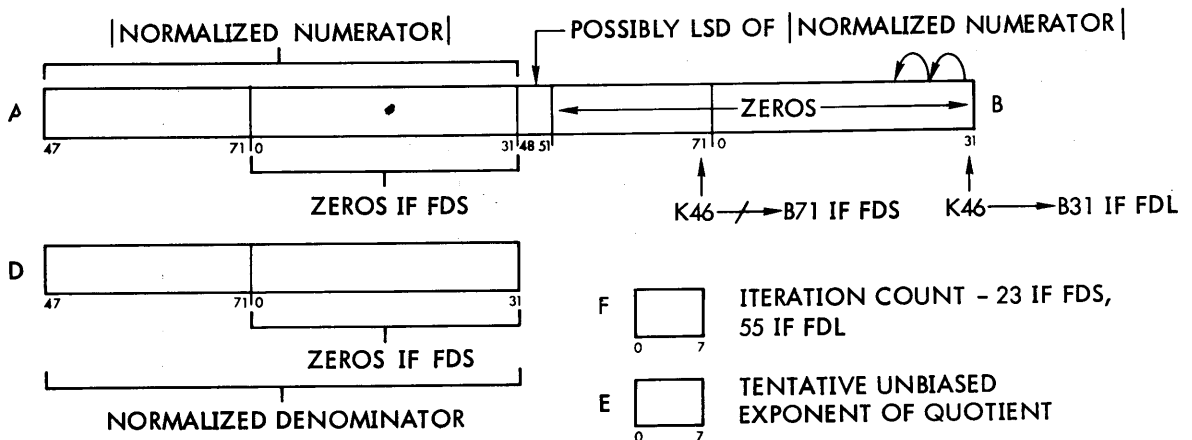 |NORMALIZED NUMERATOR|
POSSIBLY LSD OF |NORMALIZED NUMERATOR|
A
ZEROS
B
47 71 0 31 48 51 71 0 31
ZEROS IF FDS
K46 B71 IF FDS
K46 B31 IF FDL
D
47 71 0 31
ZEROS IF FDS
NORMALIZED DENOMINATOR
F
0 7
ITERATION COUNT – 23 IF FDS,
55 IF FDL
E
0 7
TENTATIVE UNBIASED
EXPONENT OF QUOTIENT